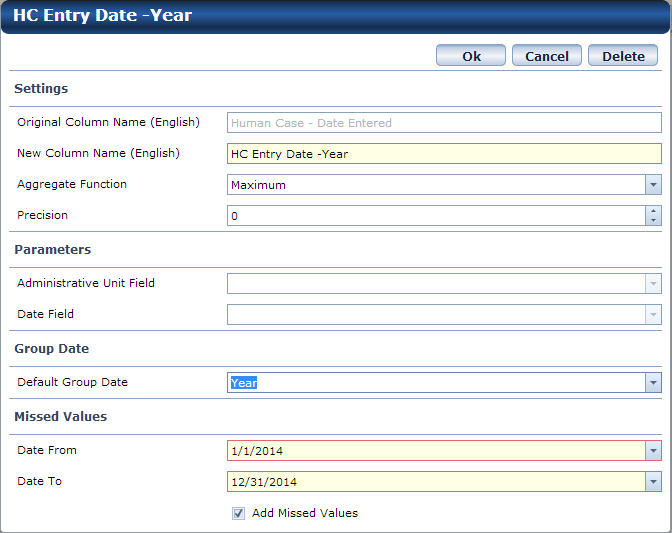 HC Entry Date -Year
Ok Cancel Delete
Settings
Original Column Name (English) Human Case - Date Entered
New Column Name (English) HC Entry Date -Year
Aggregate Function Maximum
Precision 0
Parameters
Administrative Unit Field
Date Field
Group Date
Default Group Date Year
Missed Values
Date From 1/1/2014
Date To 12/31/2014
Add Missed Values